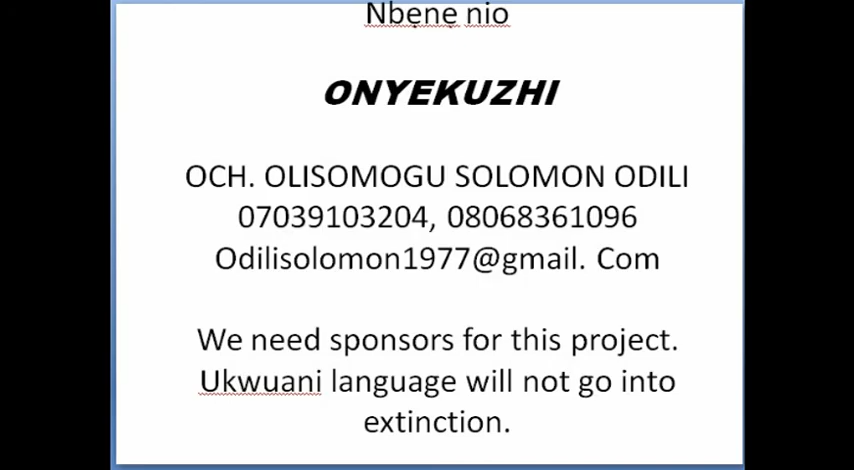 Nbẹnẹ nio
ONYEKUZHI
OCH. OLISOMOGU SOLOMON ODILI
07039103204, 08068361096
Odilisolomon1977@gmail. Com
We need sponsors for this project.
Ukwuani language will not go into
extinction.